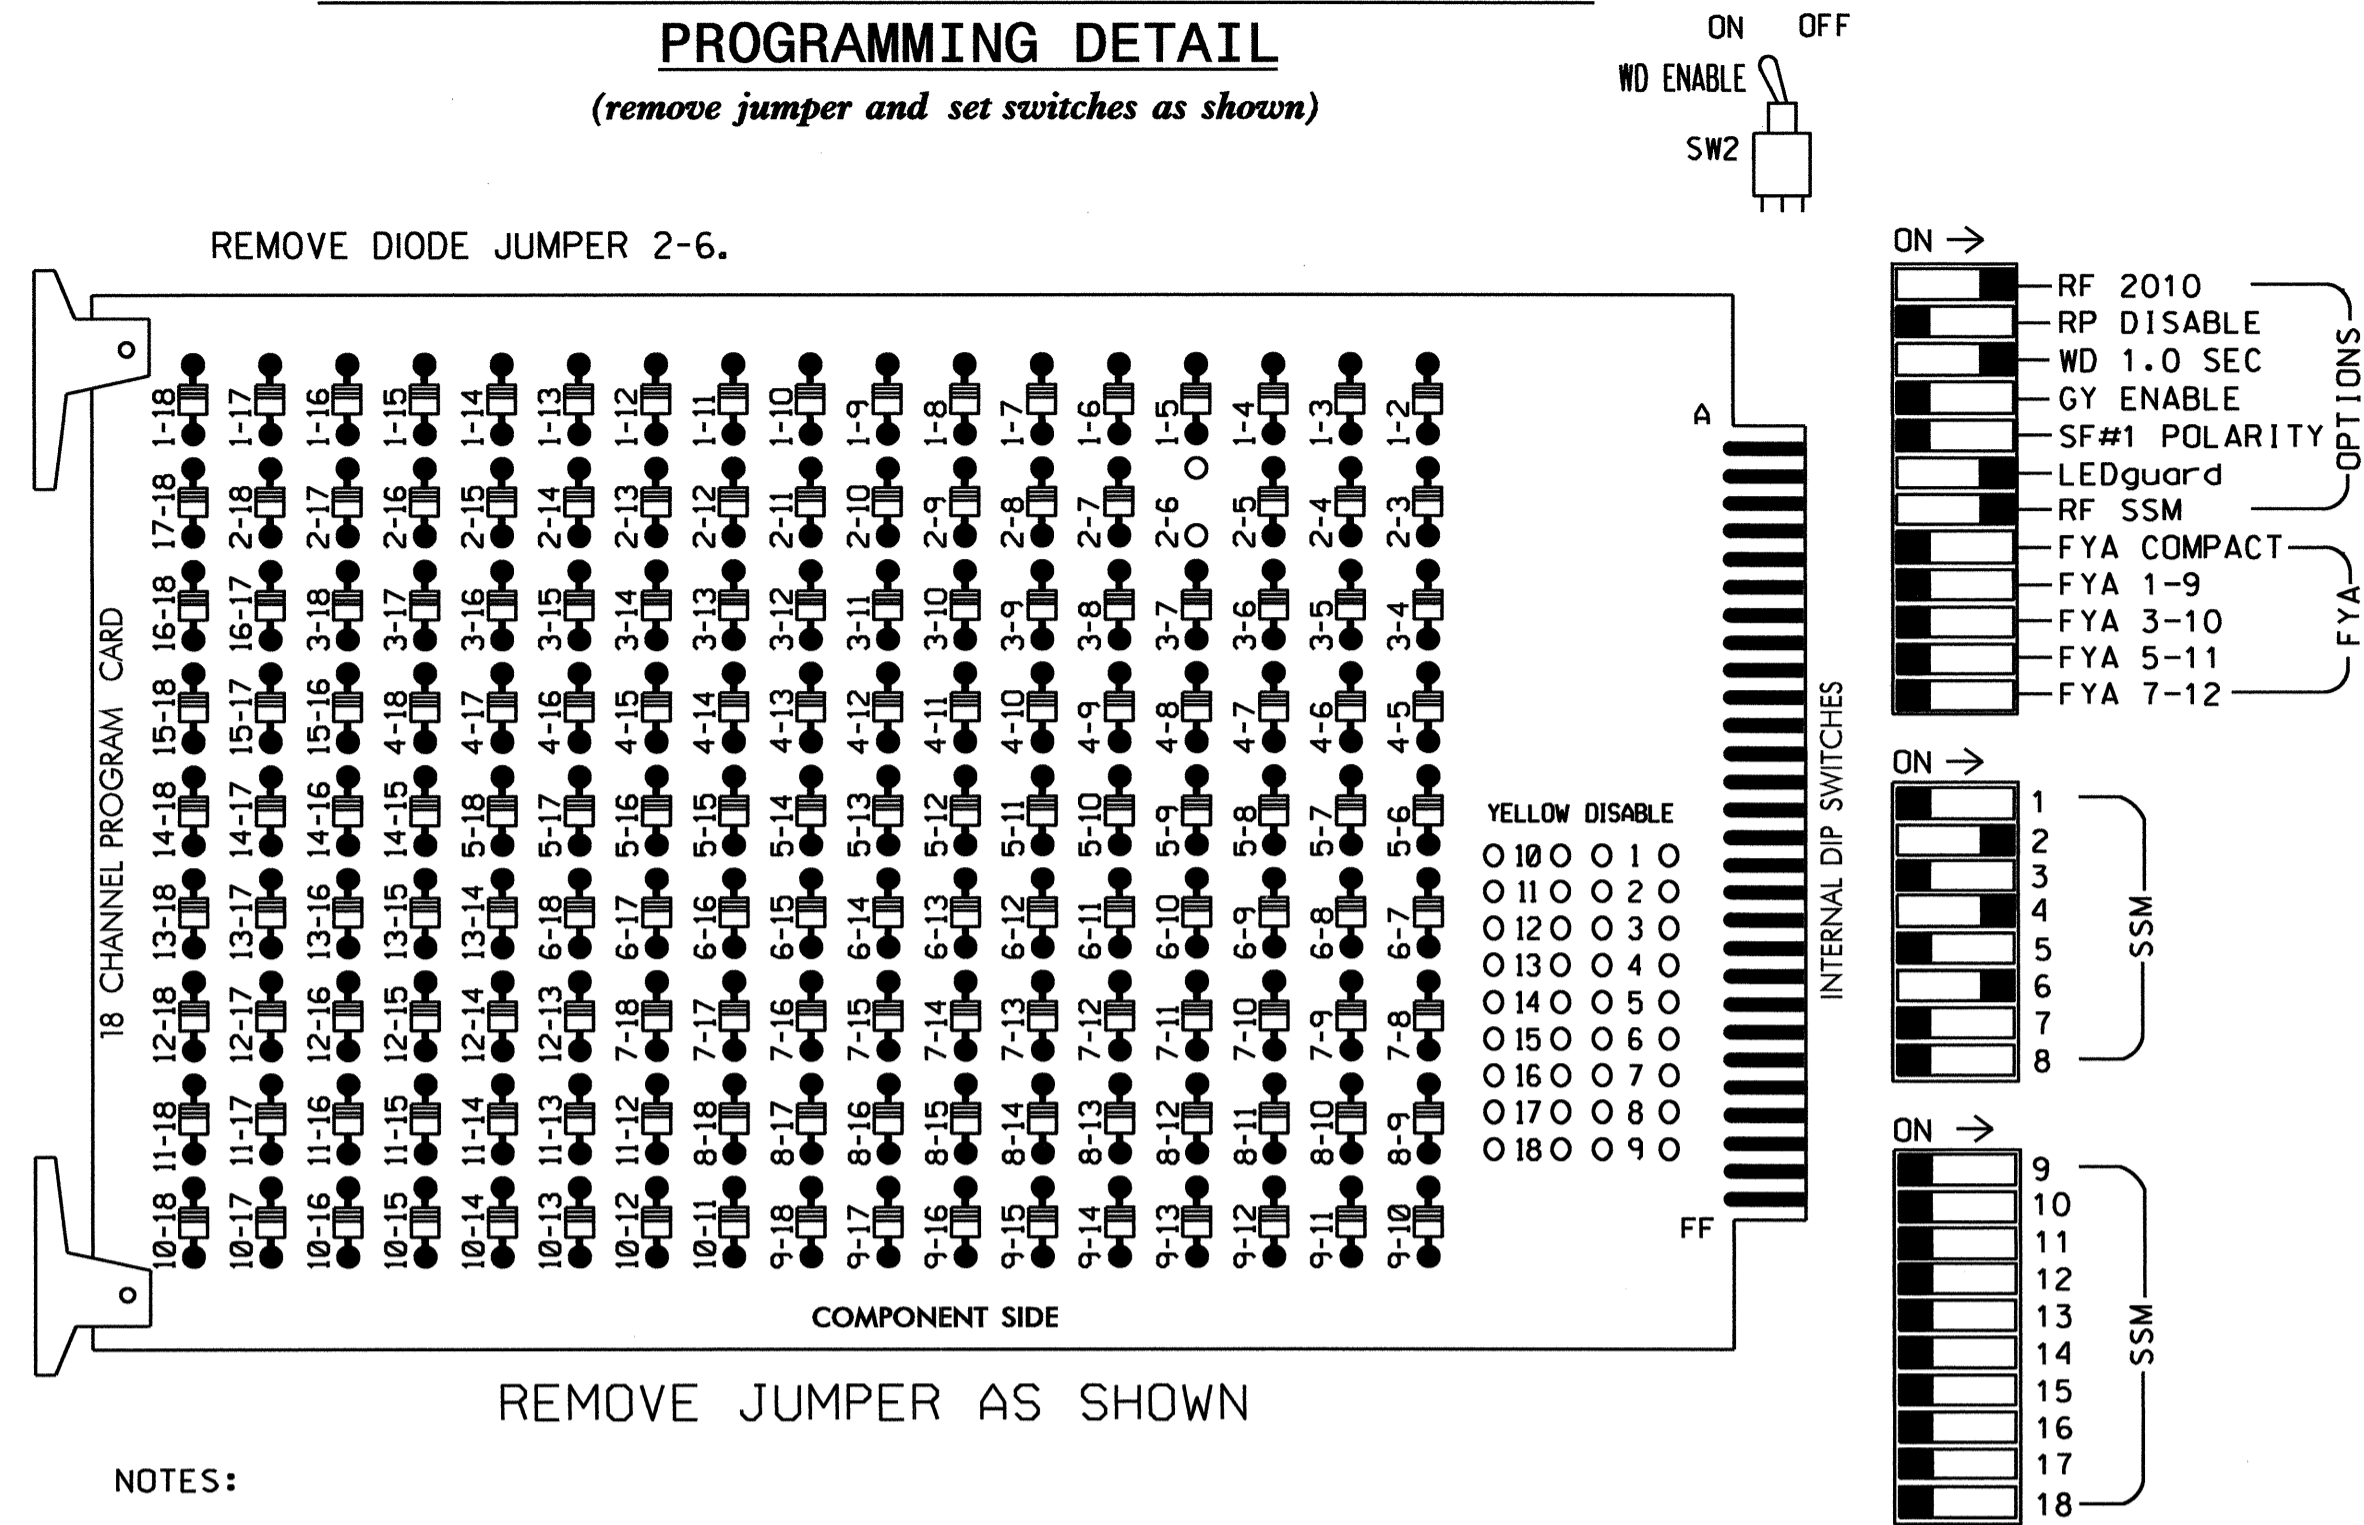 PROGRAMMING DETAIL
(remove jumper and set switches as shown)
ON OFF
WD ENABLE
SW2
REMOVE DIODE JUMPER 2-6.
ON
RF 2010
RP DISABLE
WD 1.0 SEC
GY ENABLE
SF#1 POLARITY
LEDguard
RF SSM
OPTIONS
FYA COMPACT
FYA 1-9
FYA 3-10
FYA 5-11
FYA 7-12
FYA
18 CHANNEL PROGRAM CARD
1-18 1-17 1-16 1-15 1-14 1-13 1-12 1-11 1-10 1-9 1-8 1-7 1-6 1-5 1-4 1-3 1-2
17-18 2-18 2-17 2-16 2-15 2-14 2-13 2-12 2-11 2-10 2-9 2-8 2-7 2-6 2-5 2-4 2-3
16-18 16-17 3-18 3-17 3-16 3-15 3-14 3-13 3-12 3-11 3-10 3-9 3-8 3-7 3-6 3-5 3-4
15-18 15-17 15-16 4-18 4-17 4-16 4-15 4-14 4-13 4-12 4-11 4-10 4-9 4-8 4-7 4-6 4-5
14-18 14-17 14-16 14-15 5-18 5-17 5-16 5-15 5-14 5-13 5-12 5-11 5-10 5-9 5-8 5-7 5-6
13-18 13-17 13-16 13-15 13-14 6-18 6-17 6-16 6-15 6-14 6-13 6-12 6-11 6-10 6-9 6-8 6-7
12-18 12-17 12-16 12-15 12-14 12-13 7-18 7-17 7-16 7-15 7-14 7-13 7-12 7-11 7-10 7-9 7-8
11-18 11-17 11-16 11-15 11-14 11-13 11-12 8-18 8-17 8-16 8-15 8-14 8-13 8-12 8-11 8-10 8-9
10-18 10-17 10-16 10-15 10-14 10-13 10-12 10-11 9-18 9-17 9-16 9-15 9-14 9-13 9-12 9-11 9-10
A
FF
YELLOW DISABLE
10 1
11 2
12 3
13 4
14 5
15 6
16 7
17 8
18 9
INTERNAL DIP SWITCHES
ON
1
2
3
4
5
6
7
8
SSM
ON
9
10
11
12
13
14
15
16
17
18
SSM
COMPONENT SIDE
REMOVE JUMPER AS SHOWN
NOTES: